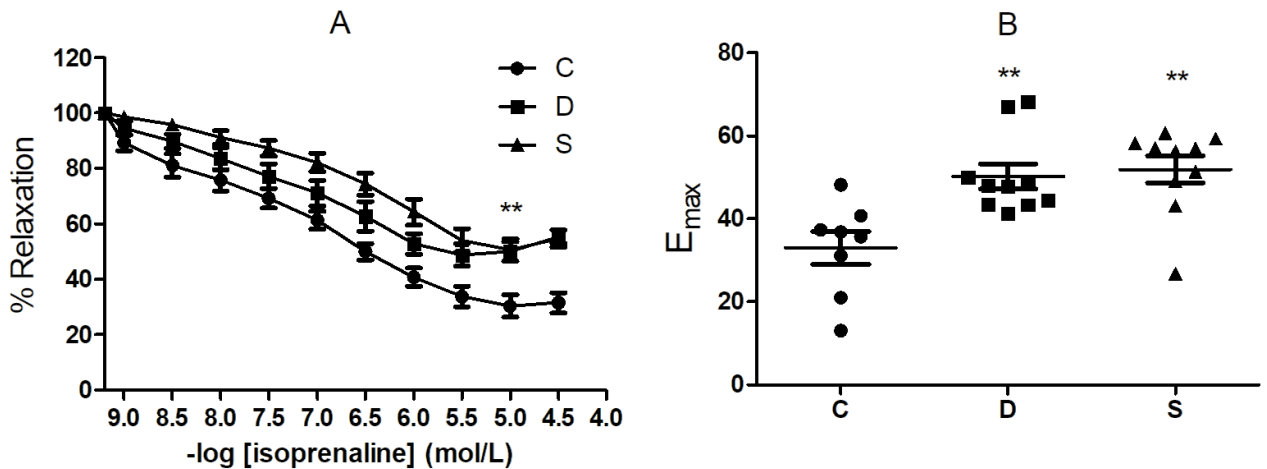 A
% Relaxation
120
100
80
60
40
20
0
C
D
S
**
9.0 8.5 8.0 7.5 7.0 6.5 6.0 5.5 5.0 4.5 4.0
-log [isoprenaline] (mol/L)
B
Emax
80
60
40
20
0
** **
C D S